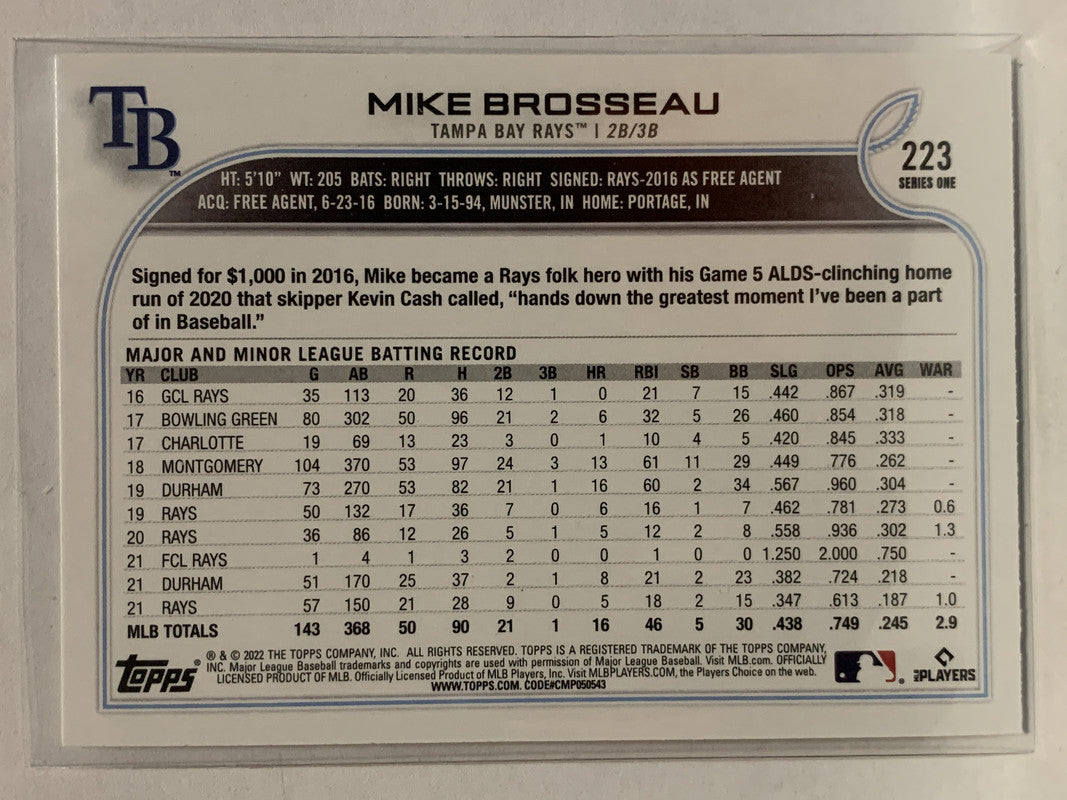 TB™
MIKE BROSSEAU
TAMPA BAY RAYS™ | 2B/3B
223
SERIES ONE
HT: 5'10" WT: 205 BATS: RIGHT THROWS: RIGHT SIGNED: RAYS-2016 AS FREE AGENT
ACQ: FREE AGENT, 6-23-16 BORN: 3-15-94, MUNSTER, IN HOME: PORTAGE, IN
Signed for $1,000 in 2016, Mike became a Rays folk hero with his Game 5 ALDS-clinching home
run of 2020 that skipper Kevin Cash called, “hands down the greatest moment I’ve been a part
of in Baseball.”
MAJOR AND MINOR LEAGUE BATTING RECORD
YR CLUB G AB R H 2B 3B HR RBI SB BB SLG OPS AVG WAR
16 GCL RAYS 35 113 20 36 12 1 0 21 7 15 .442 .867 .319 -
17 BOWLING GREEN 80 302 50 96 21 2 6 32 5 26 .460 .854 .318 -
17 CHARLOTTE 19 69 13 23 3 0 1 10 4 5 .420 .845 .333 -
18 MONTGOMERY 104 370 53 97 24 3 13 61 11 29 .449 .776 .262 -
19 DURHAM 73 270 53 82 21 1 16 60 2 34 .567 .960 .304 -
19 RAYS 50 132 17 36 7 0 6 16 1 7 .462 .781 .273 0.6
20 RAYS 36 86 12 26 5 1 5 12 2 8 .558 .936 .302 1.3
21 FCL RAYS 1 4 1 3 2 0 0 1 0 0 1.250 2.000 .750 -
21 DURHAM 51 170 25 37 2 1 8 21 2 23 .382 .724 .218 -
21 RAYS 57 150 21 28 9 0 5 18 2 15 .347 .613 .187 1.0
MLB TOTALS 143 368 50 90 21 1 16 46 5 30 .438 .749 .245 2.9
topps®
® & © 2022 THE TOPPS COMPANY, INC. ALL RIGHTS RESERVED. TOPPS IS A REGISTERED TRADEMARK OF THE TOPPS COMPANY,
INC. Major League Baseball trademarks and copyrights are used with permission of Major League Baseball. Visit MLB.com. OFFICIALLY
LICENSED PRODUCT OF MLB. Officially Licensed Product of MLB Players, Inc. Visit MLBPLAYERS.COM, the Players Choice on the web.
WWW.TOPPS.COM. CODE#CMP050543
MLB PLAYERS